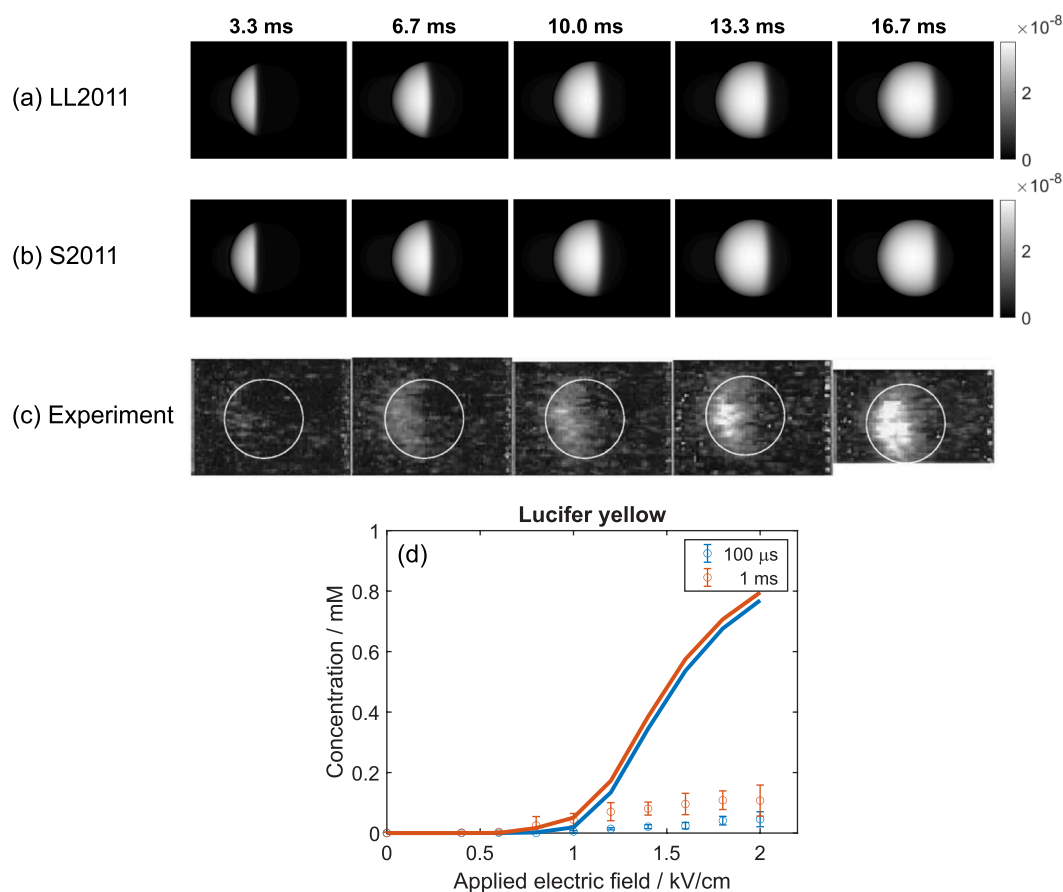 3.3 ms 6.7 ms 10.0 ms 13.3 ms 16.7 ms
×10⁻⁸
(a) LL2011
2
0
×10⁻⁸
(b) S2011
2
0
(c) Experiment
Lucifer yellow
(d)
100 μs
1 ms
1
0.8
0.6
0.4
0.2
0
Concentration / mM
0 0.5 1 1.5 2
Applied electric field / kV/cm